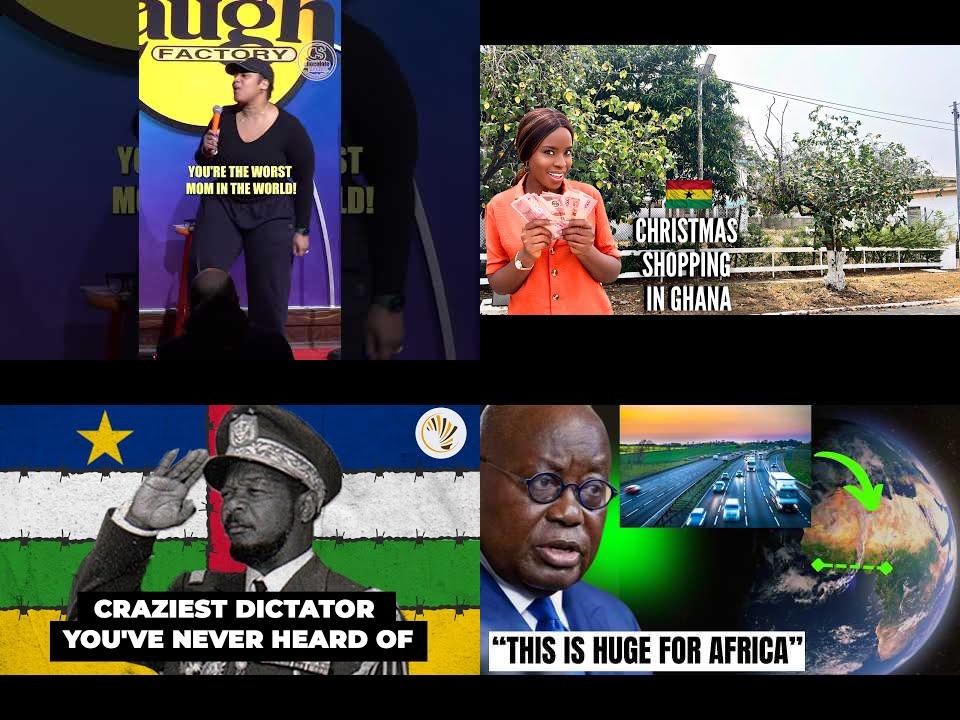 augh
FACTORY
YOU'RE THE WORST
MOM IN THE WORLD!
CHRISTMAS
SHOPPING
IN GHANA
CRAZIEST DICTATOR
YOU'VE NEVER HEARD OF
“THIS IS HUGE FOR AFRICA”